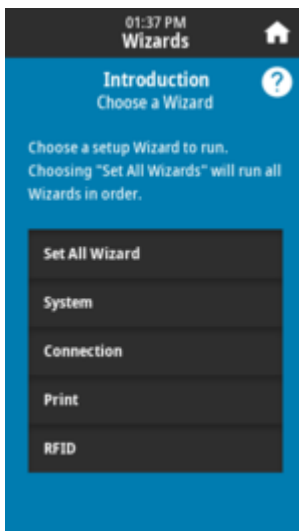 01:37 PM
Wizards
Introduction
?
Choose a Wizard
Choose a setup Wizard to run.
Choosing "Set All Wizards" will run all
Wizards in order.
Set All Wizard
System
Connection
Print
RFID